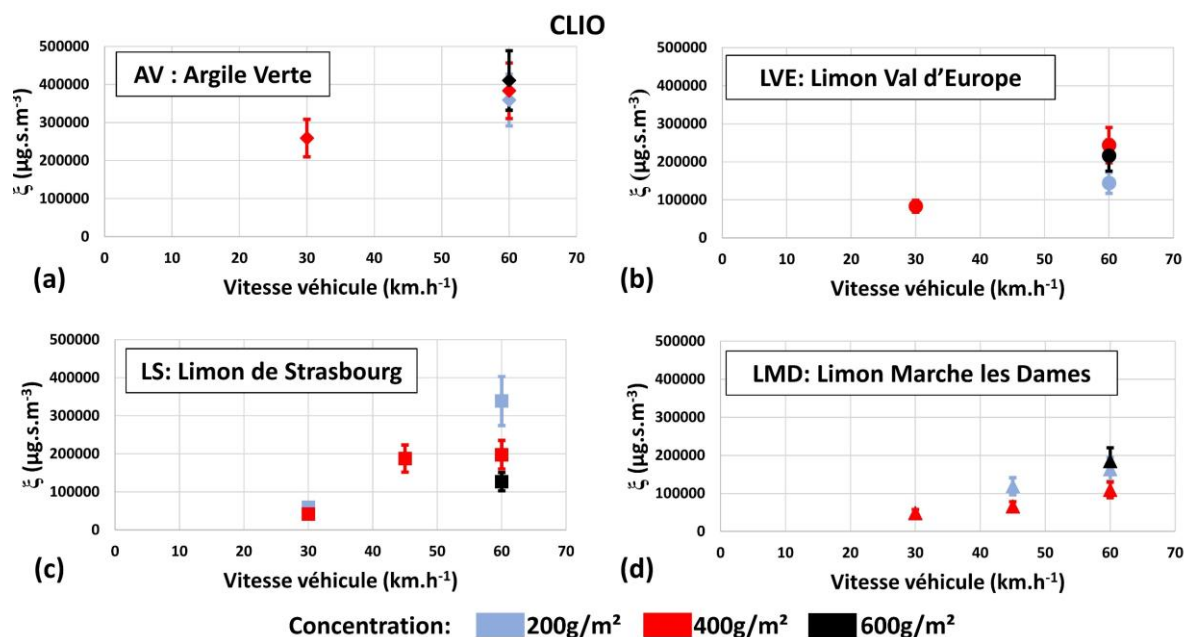 CLIO
AV : Argile Verte
500000
400000
300000
200000
100000
0
ξ (µg.s.m⁻³)
0 10 20 30 40 50 60 70
Vitesse véhicule (km.h⁻¹)
(a)
LVE: Limon Val d’Europe
500000
400000
300000
200000
100000
0
ξ (µg.s.m⁻³)
0 10 20 30 40 50 60 70
Vitesse véhicule (km.h⁻¹)
(b)
LS: Limon de Strasbourg
500000
400000
300000
200000
100000
0
ξ (µg.s.m⁻³)
0 10 20 30 40 50 60 70
Vitesse véhicule (km.h⁻¹)
(c)
LMD: Limon Marche les Dames
500000
400000
300000
200000
100000
0
ξ (µg.s.m⁻³)
0 10 20 30 40 50 60 70
Vitesse véhicule (km.h⁻¹)
(d)
Concentration: 200g/m² 400g/m² 600g/m²